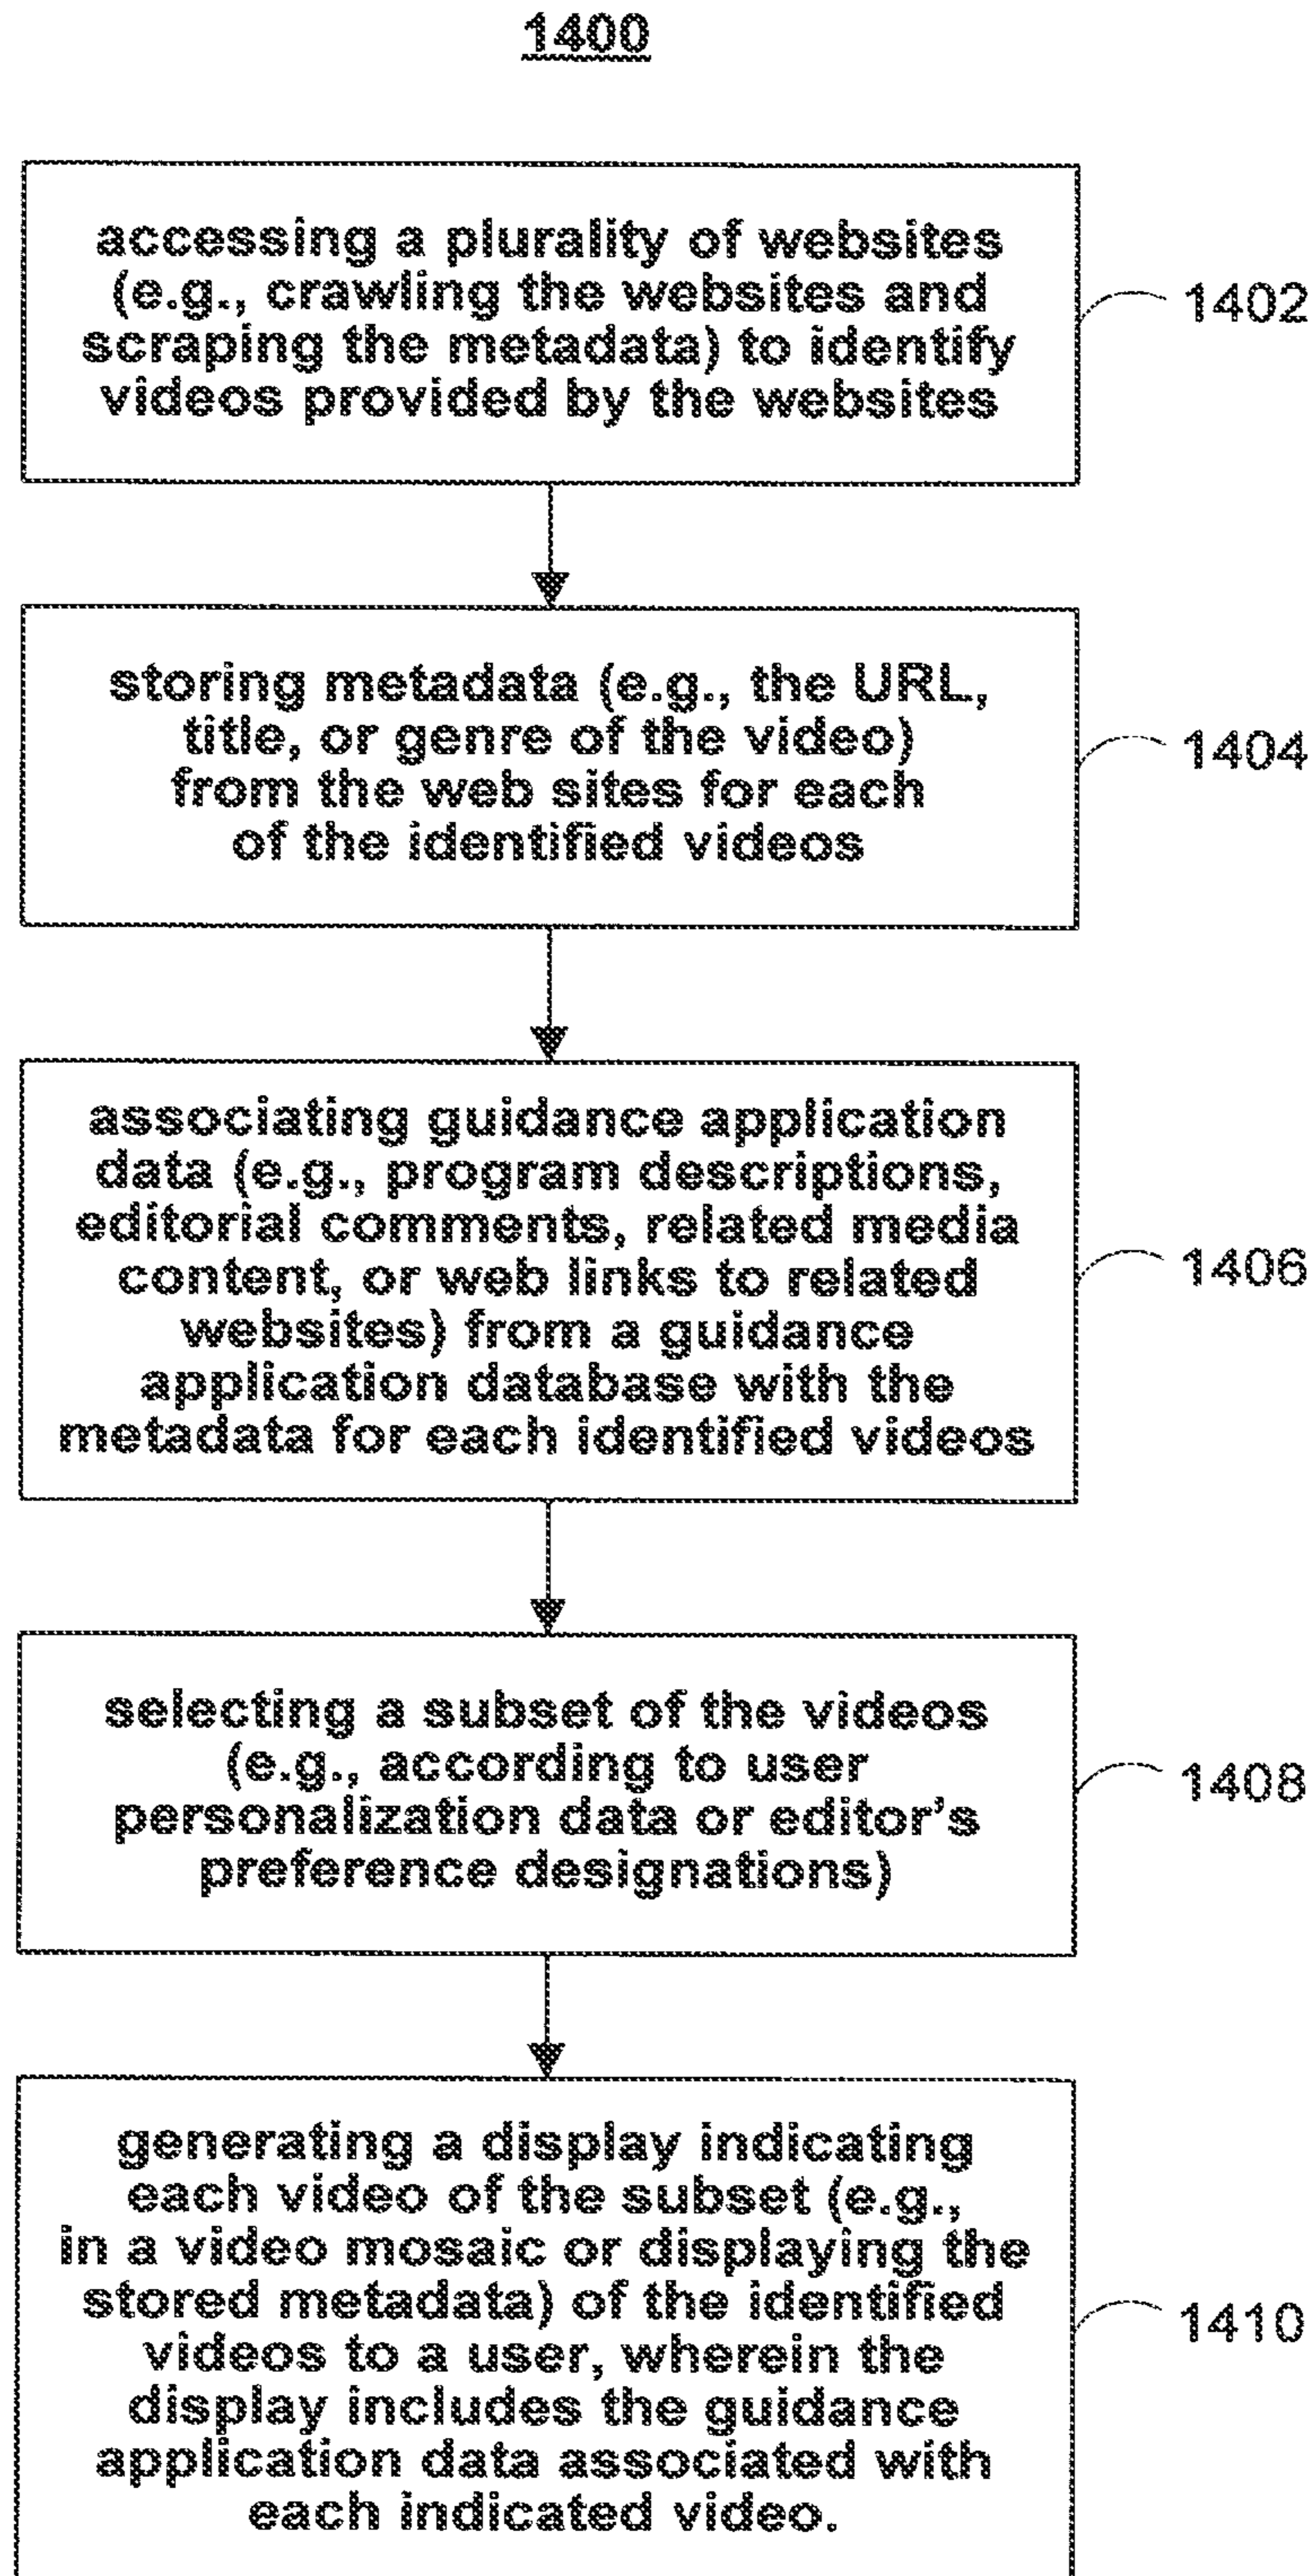 1400
accessing a plurality of websites
(e.g., crawling the websites and
scraping the metadata) to identify
videos provided by the websites
1402
storing metadata (e.g., the URL,
title, or genre of the video)
from the web sites for each
of the identified videos
1404
associating guidance application
data (e.g., program descriptions,
editorial comments, related media
content, or web links to related
websites) from a guidance
application database with the
metadata for each identified videos
1406
selecting a subset of the videos
(e.g., according to user
personalization data or editor's
preference designations)
1408
generating a display indicating
each video of the subset (e.g.,
in a video mosaic or displaying the
stored metadata) of the identified
videos to a user, wherein the
display includes the guidance
application data associated with
each indicated video.
1410